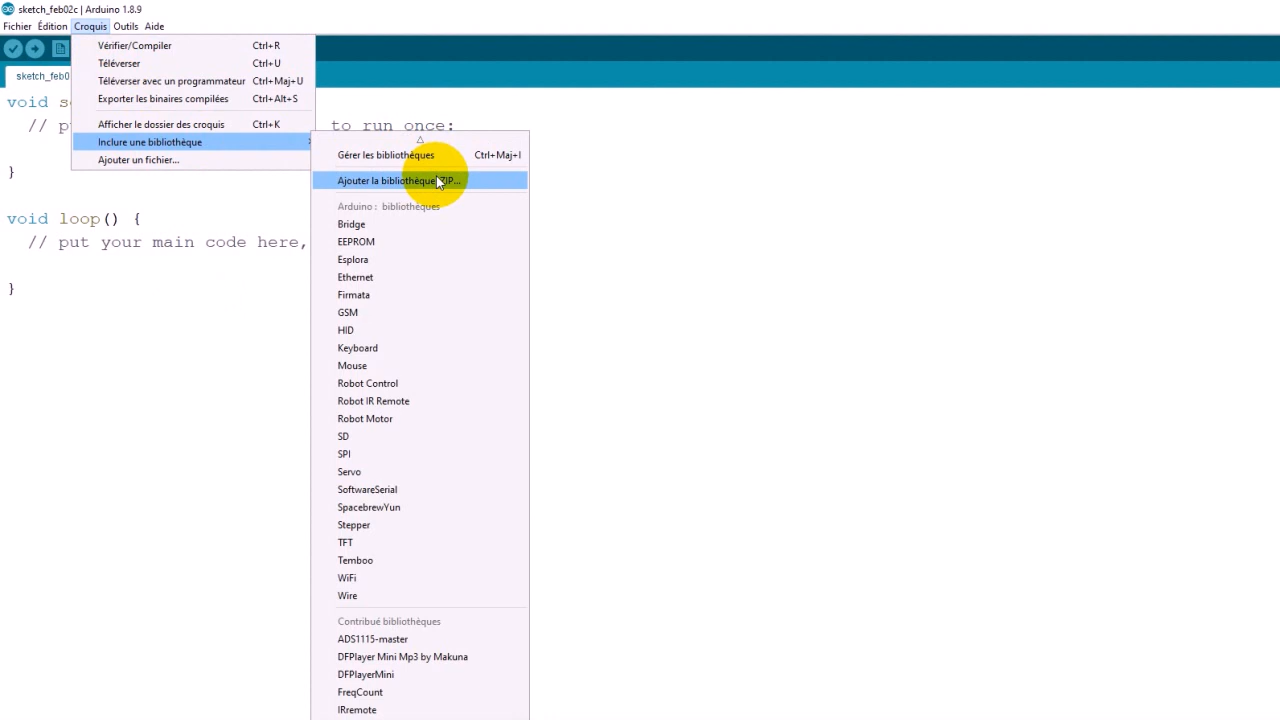 sketch_feb02c | Arduino 1.8.9
Fichier Édition Croquis Outils Aide
sketch_feb0
Vérifier/Compiler Ctrl+R
Téléverser Ctrl+U
Téléverser avec un programmateur Ctrl+Maj+U
Exporter les binaires compilées Ctrl+Alt+S
Afficher le dossier des croquis Ctrl+K
Inclure une bibliothèque
Ajouter un fichier...
void s
// p to run once:
}
void loop() {
// put your main code here,
}
Gérer les bibliothèques Ctrl+Maj+I
Ajouter la bibliothèque .ZIP...
Arduino : bibliothèques
Bridge
EEPROM
Esplora
Ethernet
Firmata
GSM
HID
Keyboard
Mouse
Robot Control
Robot IR Remote
Robot Motor
SD
SPI
Servo
SoftwareSerial
SpacebrewYun
Stepper
TFT
Temboo
WiFi
Wire
Contribué bibliothèques
ADS1115-master
DFPlayer Mini Mp3 by Makuna
DFPlayerMini
FreqCount
IRremote